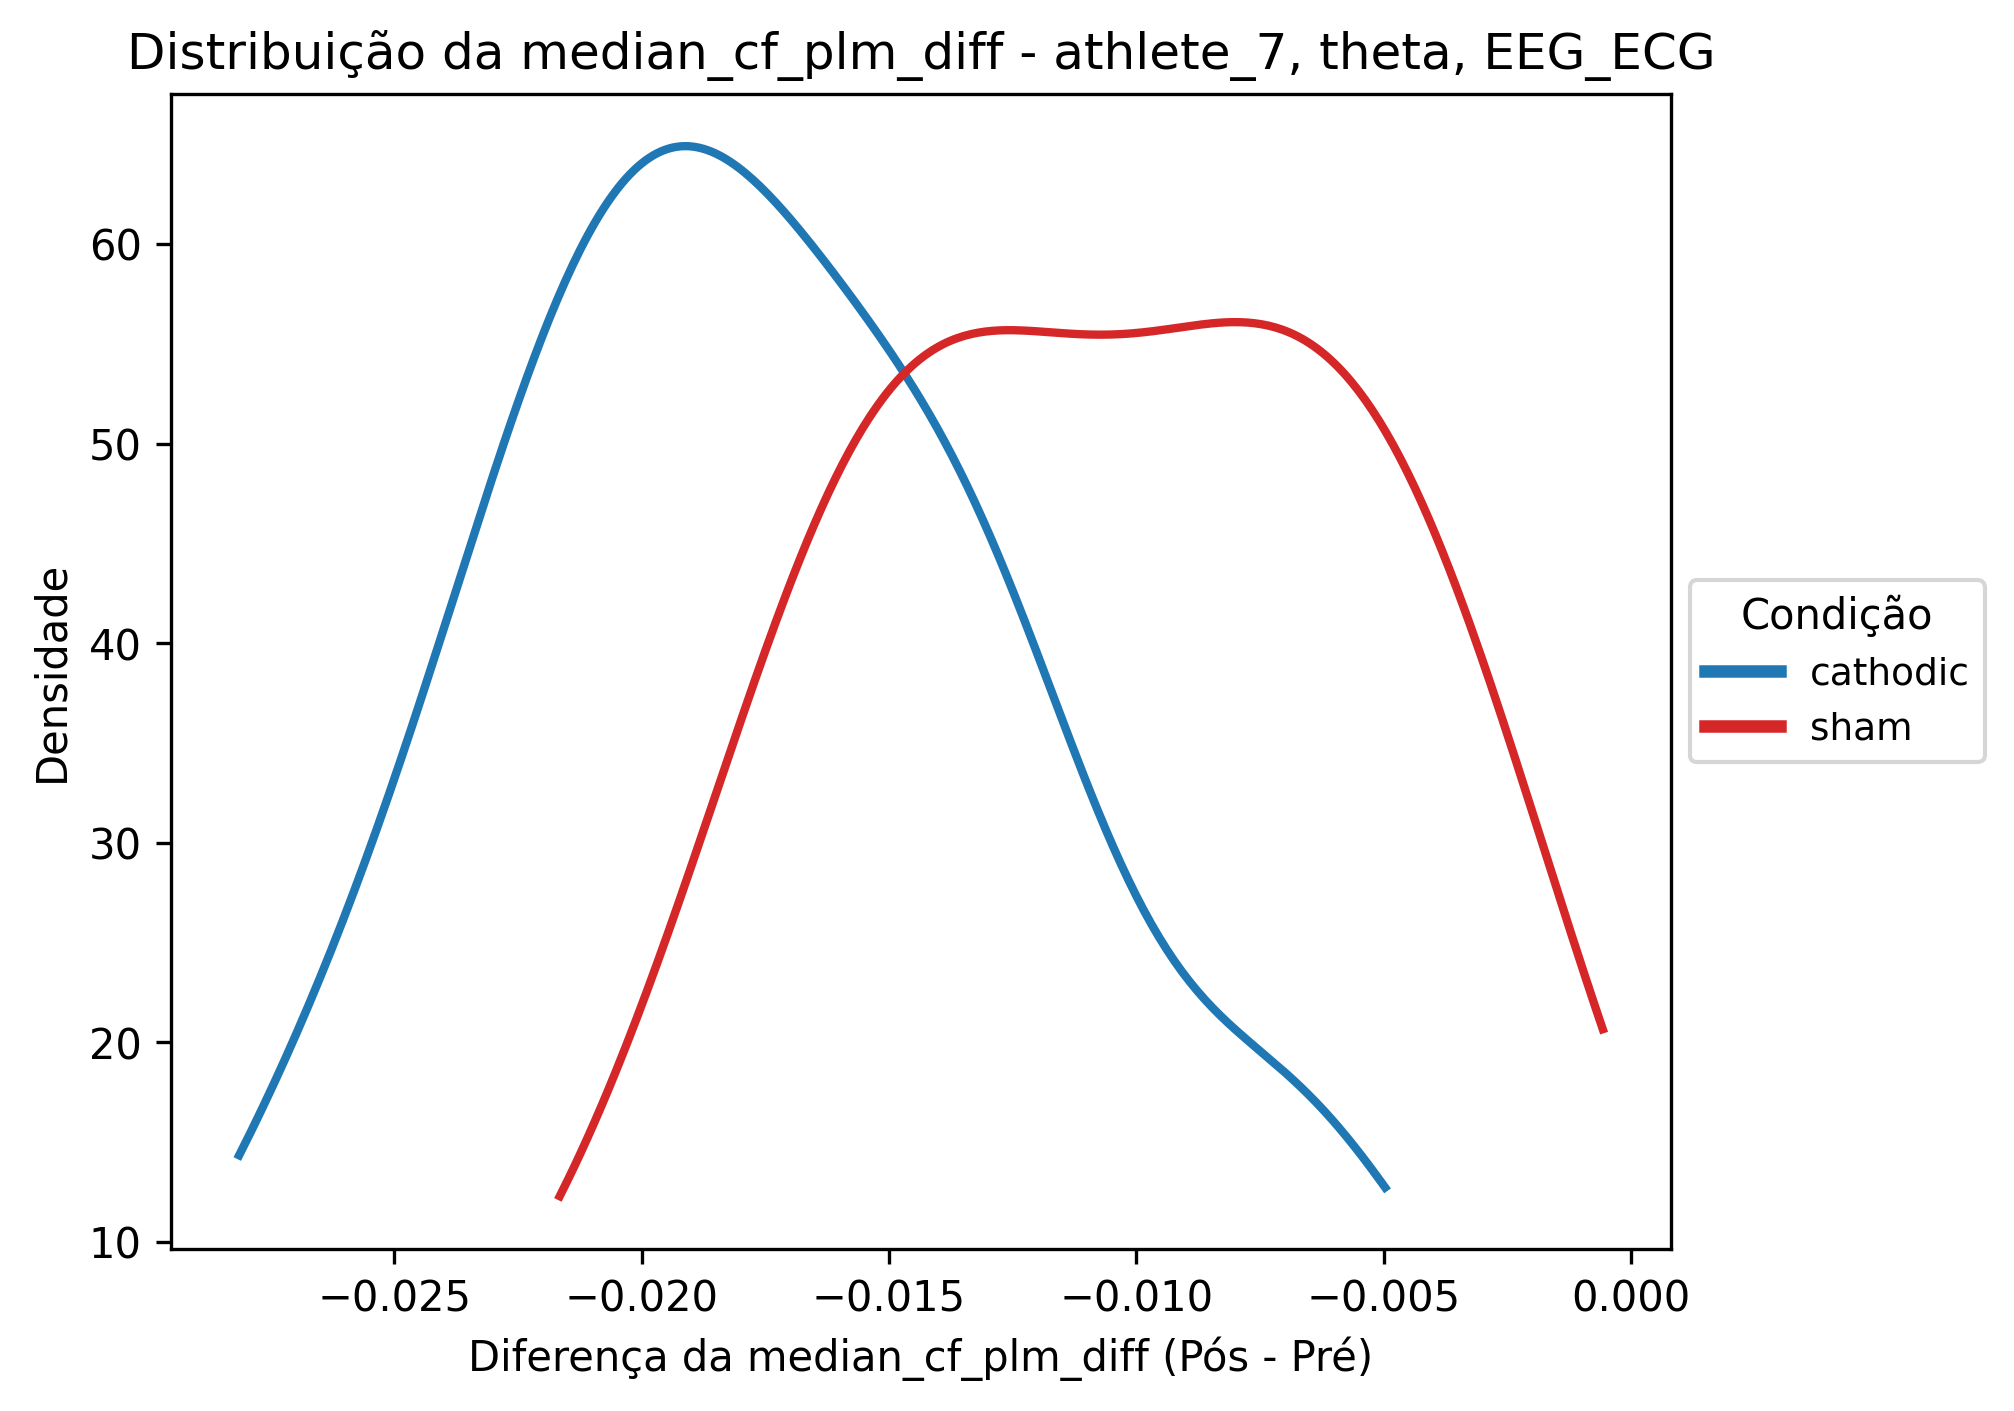 Distribuição da median_cf_plm_diff - athlete_7, theta, EEG_ECG
Densidade
60
50
40
30
20
10
−0.025
−0.020
−0.015
−0.010
−0.005
0.000
Diferença da median_cf_plm_diff (Pós - Pré)
Condição
cathodic
sham